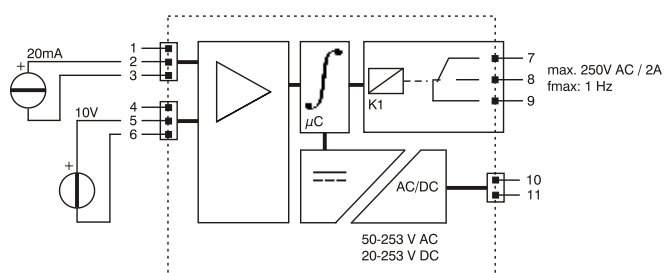 20mA
+
1
2
3
10V
+
4
5
6
µC
K1
7
8
9
max. 250V AC / 2A
fmax: 1 Hz
AC/DC
10
11
50-253 V AC
20-253 V DC